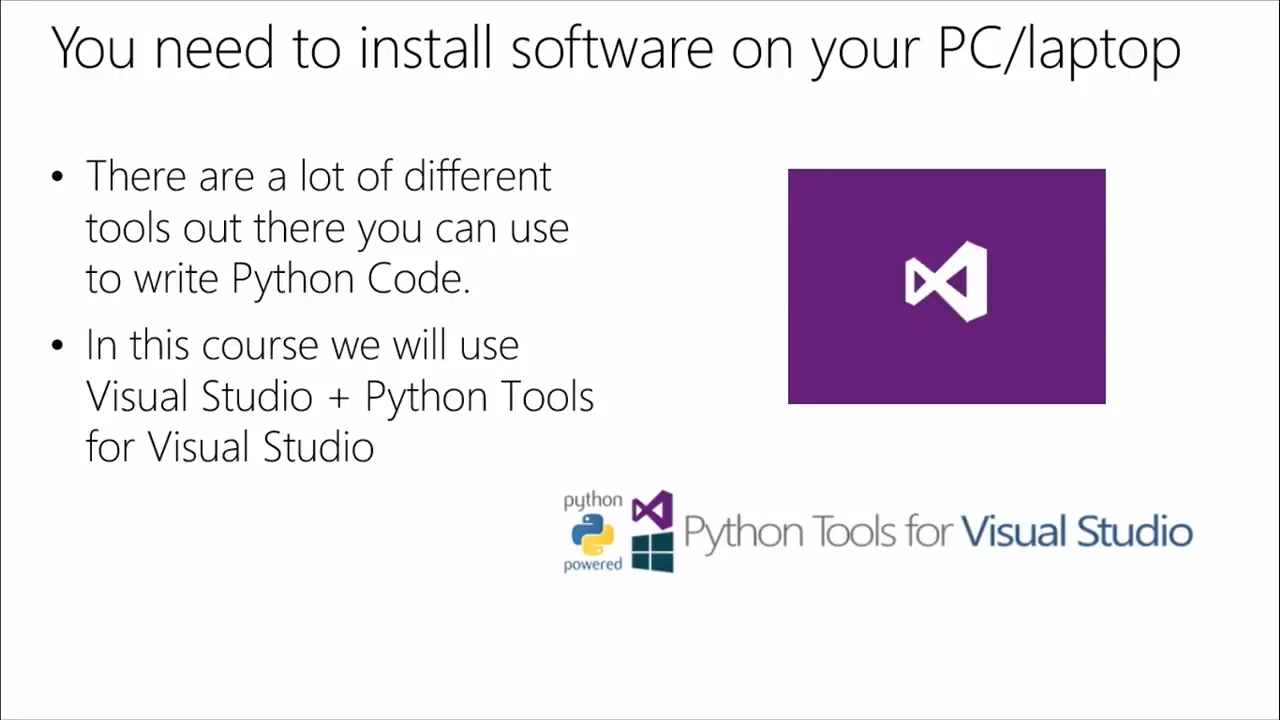 You need to install software on your PC/laptop
• There are a lot of different
tools out there you can use
to write Python Code.
• In this course we will use
Visual Studio + Python Tools
for Visual Studio
python
powered
Python Tools for Visual Studio